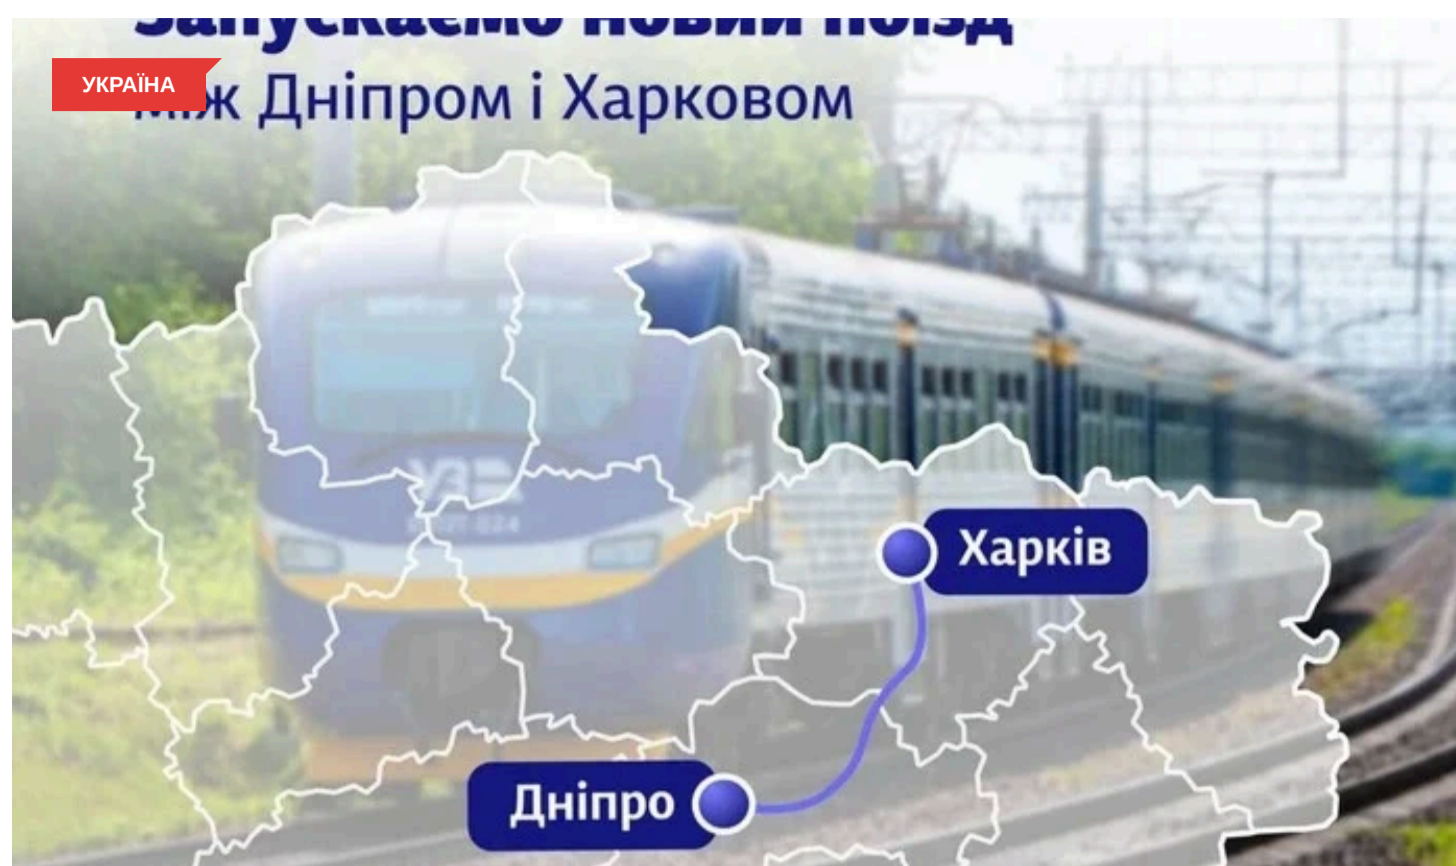 Запускаємо новий поїзд
УКРАЇНА
між Дніпром і Харковом
УЗ
Харків
Дніпро